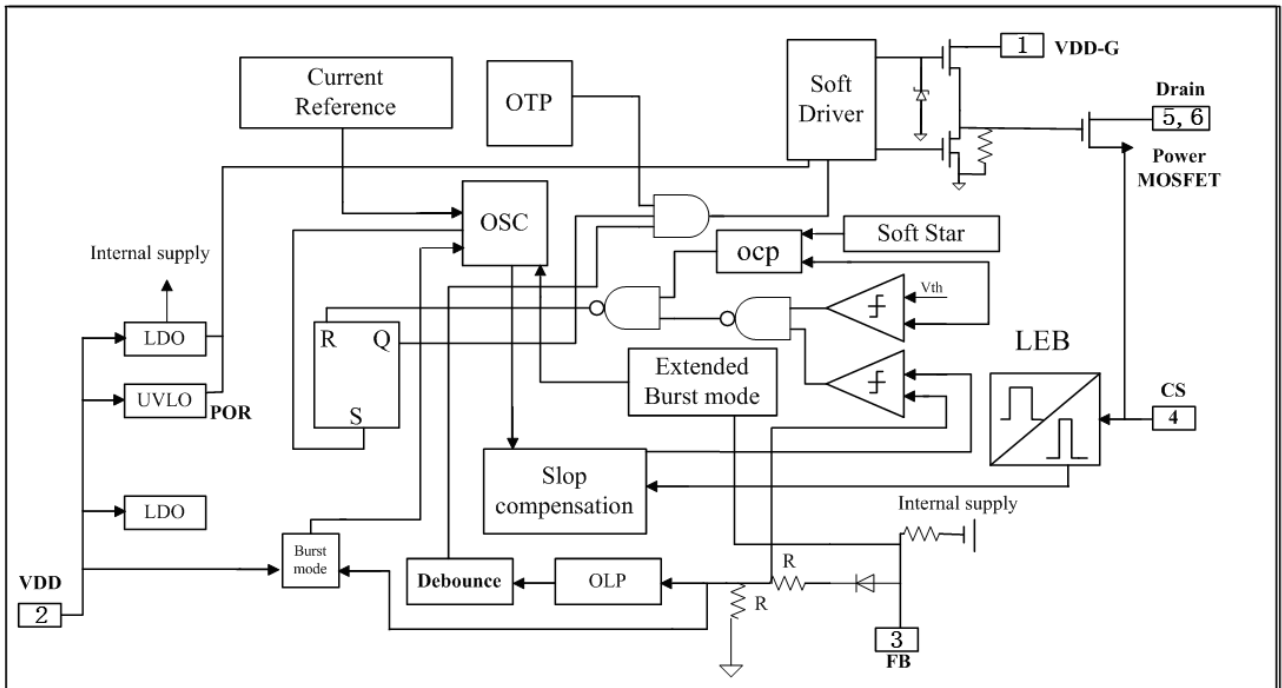 1
VDD-G
Current
Reference
OTP
Soft
Driver
Drain
5, 6
Power
MOSFET
OSC
Soft Star
ocp
Internal supply
Vth
LDO
R
Q
S
LEB
Extended
Burst mode
UVLO
POR
CS
4
Slop
compensation
LDO
Internal supply
Burst
mode
Debounce
OLP
R
R
VDD
2
3
FB